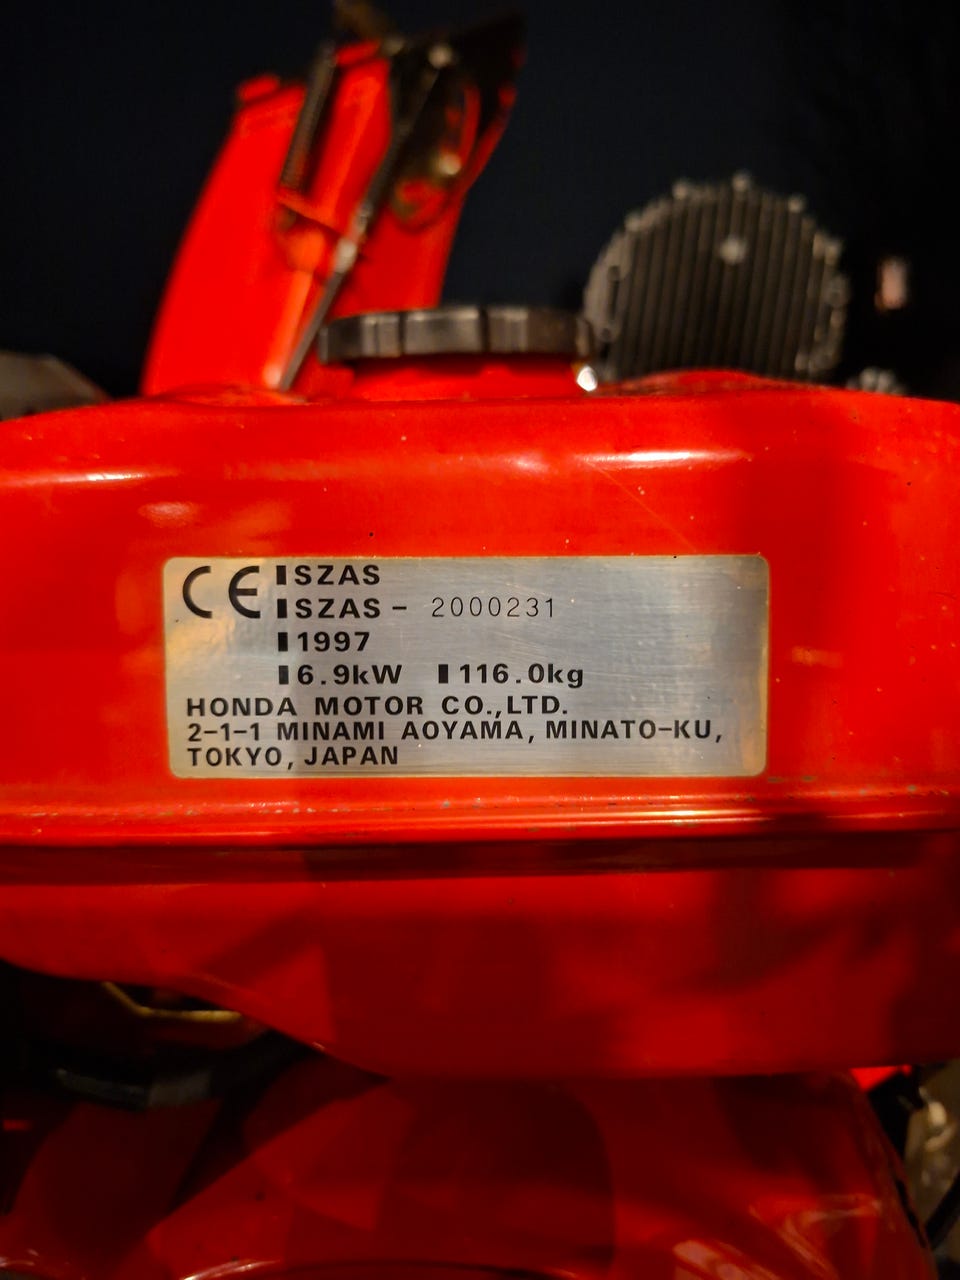 CE ▮SZAS
▮SZAS- 2000231
▮1997
▮6.9kW ▮116.0kg
HONDA MOTOR CO.,LTD.
2-1-1 MINAMI AOYAMA, MINATO-KU,
TOKYO, JAPAN